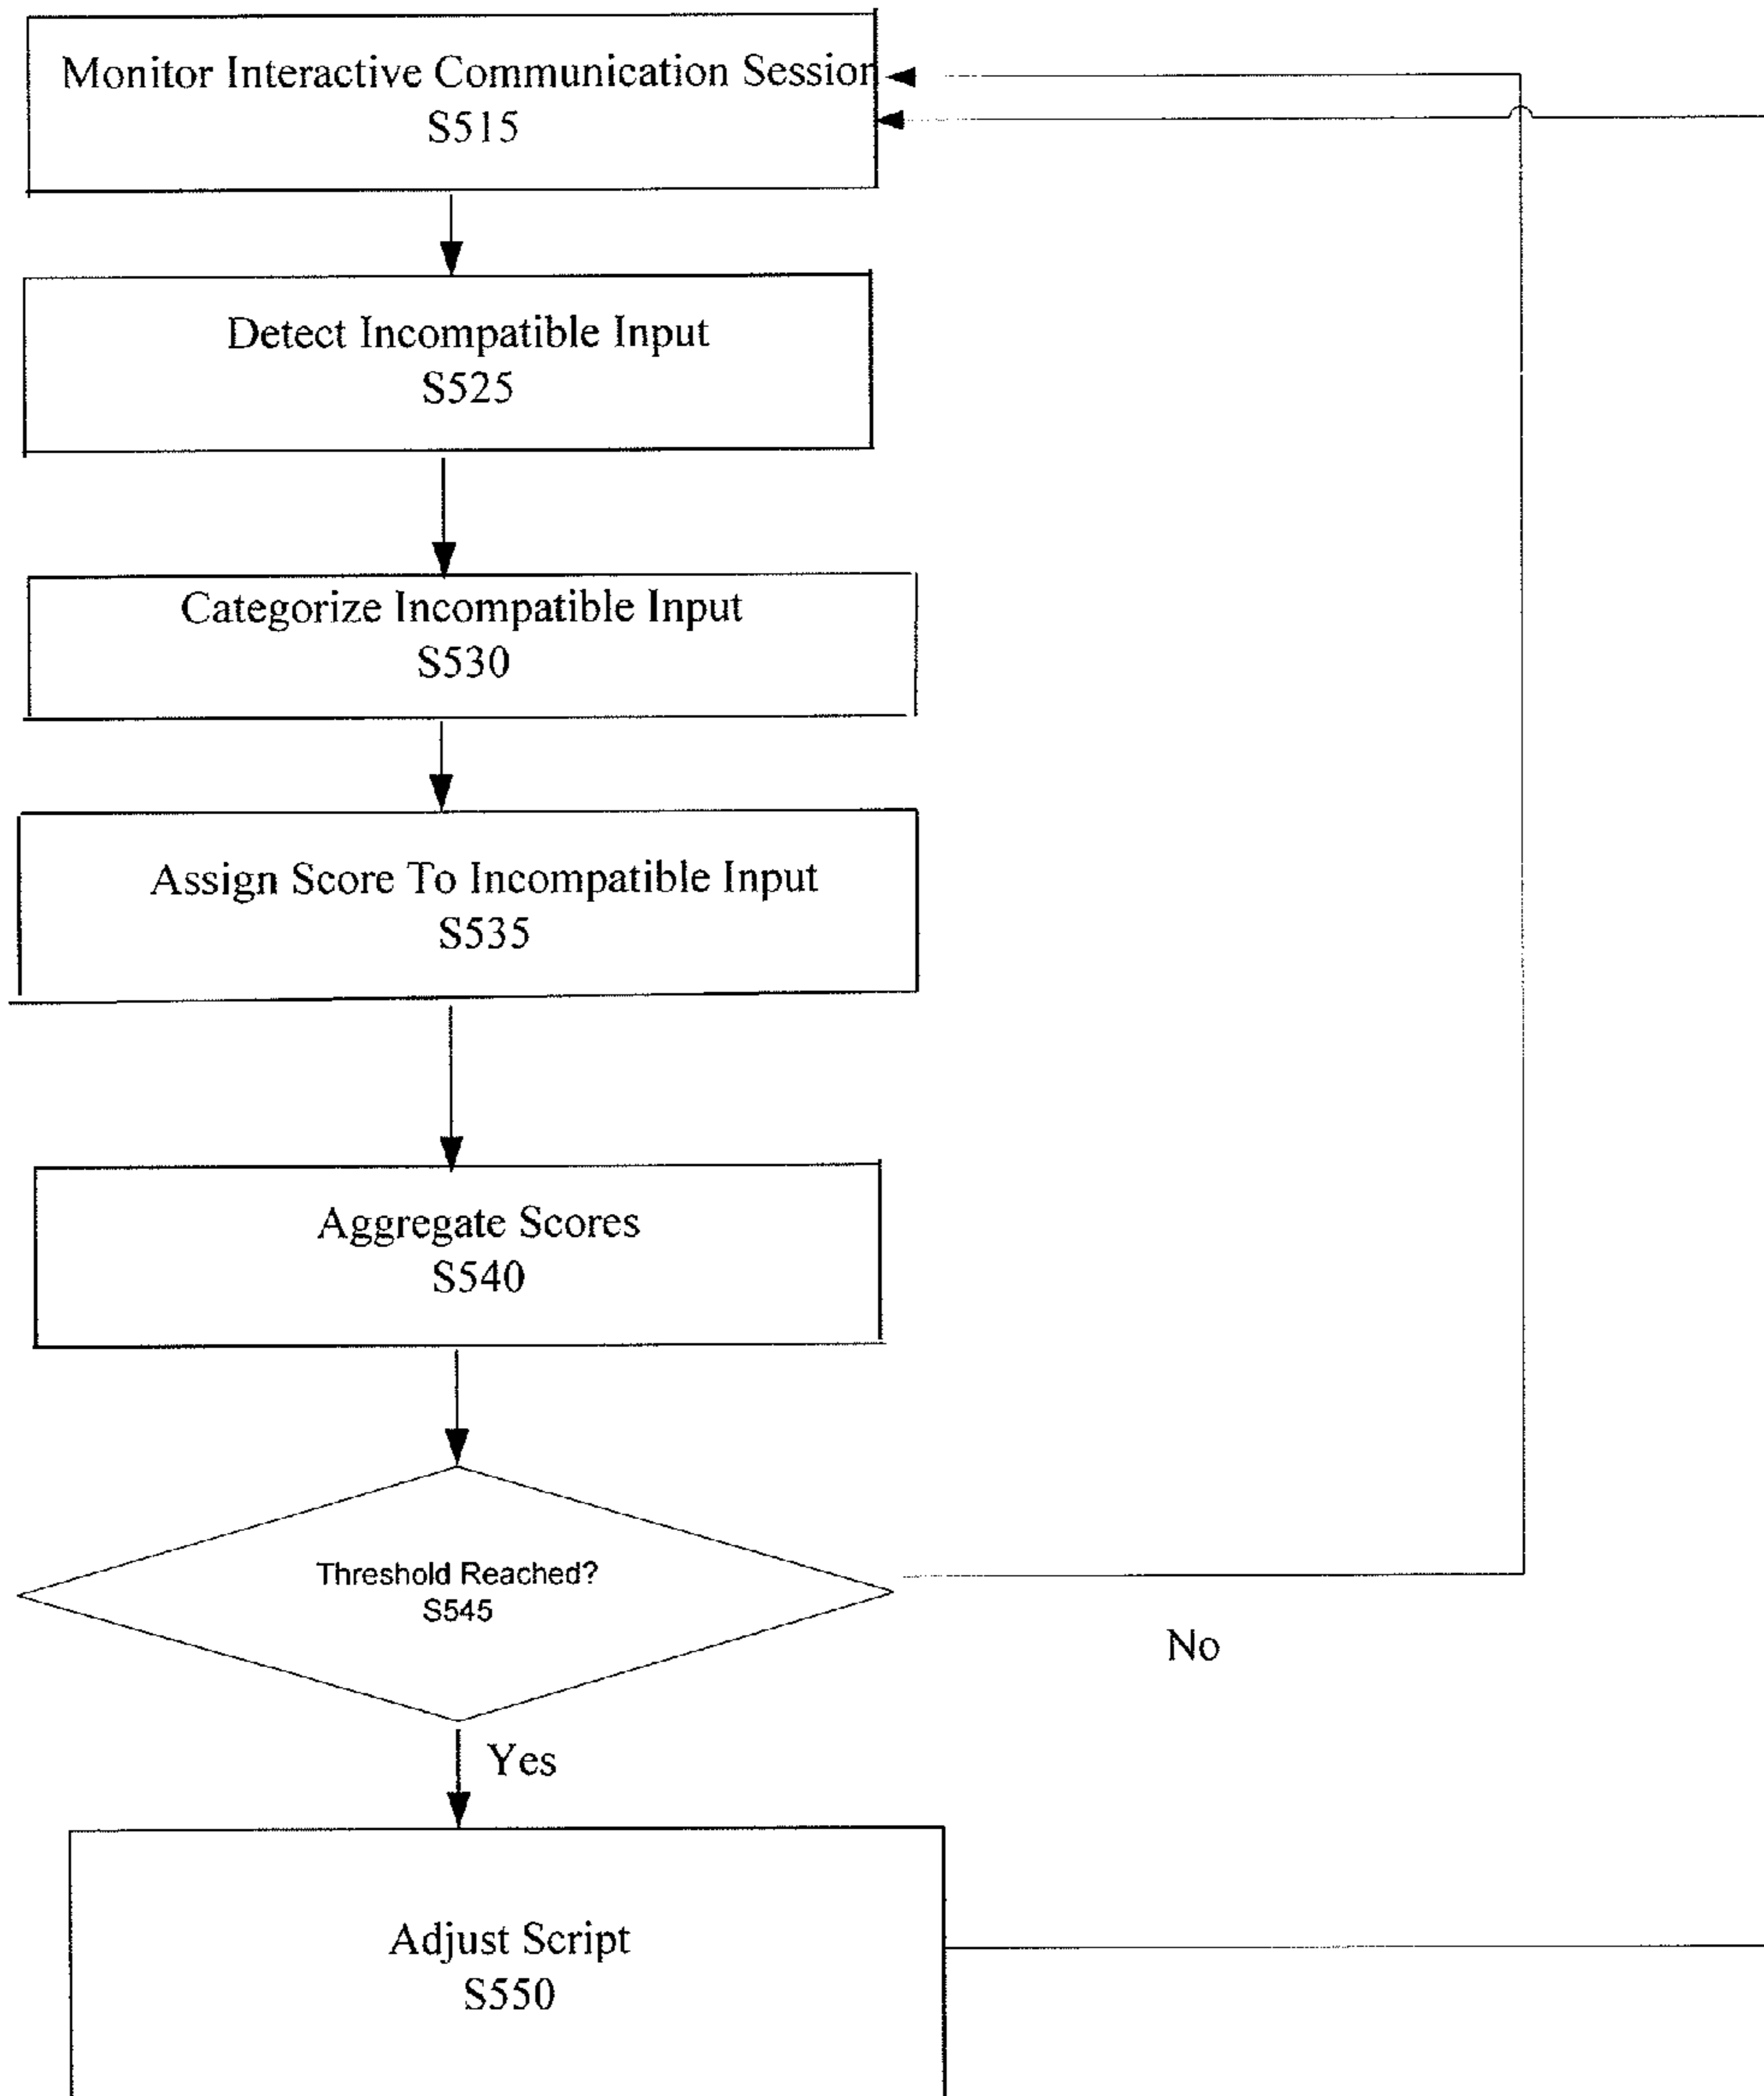 Monitor Interactive Communication Session
S515
Detect Incompatible Input
S525
Categorize Incompatible Input
S530
Assign Score To Incompatible Input
S535
Aggregate Scores
S540
Threshold Reached?
S545
No
Yes
Adjust Script
S550